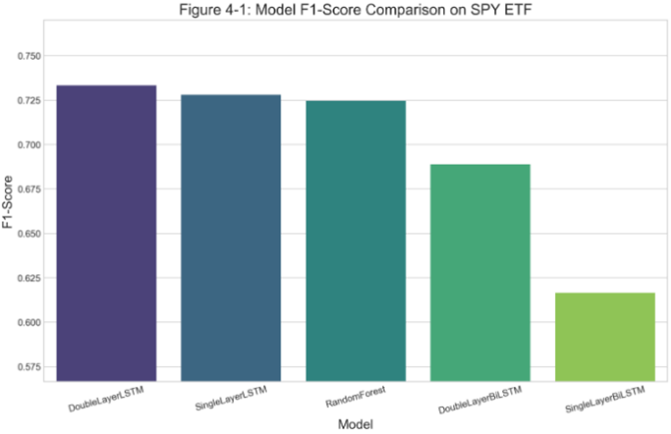 Figure 4-1: Model F1-Score Comparison on SPY ETF
F1-Score
0.750
0.725
0.700
0.675
0.650
0.625
0.600
0.575
DoubleLayerLSTM
SingleLayerLSTM
RandomForest
DoubleLayerBiLSTM
SingleLayerBiLSTM
Model